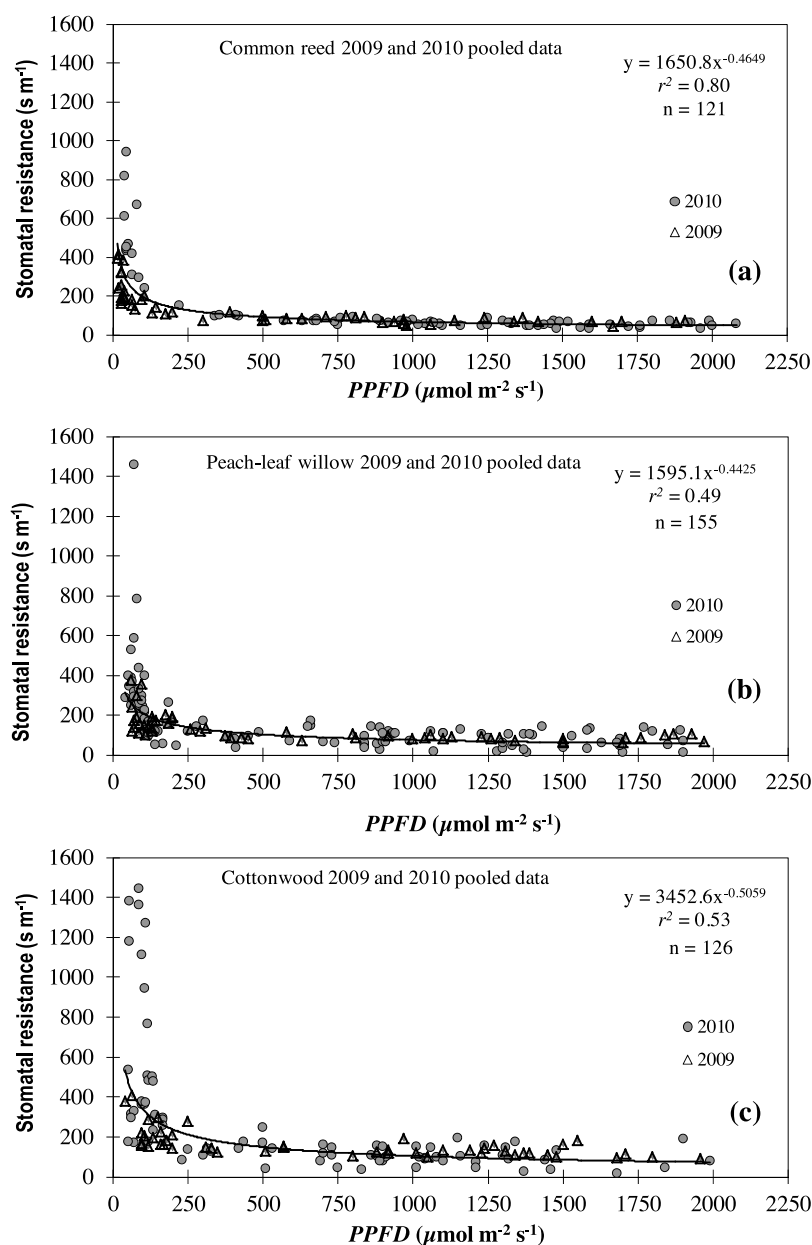 (a)
Common reed 2009 and 2010 pooled data
y = 1650.8x^-0.4649
r² = 0.80
n = 121
2010
2009
Stomatal resistance (s m-1)
1600
1400
1200
1000
800
600
400
200
0
0 250 500 750 1000 1250 1500 1750 2000 2250
PPFD (µmol m-2 s-1)
(b)
Peach-leaf willow 2009 and 2010 pooled data
y = 1595.1x^-0.4425
r² = 0.49
n = 155
2010
2009
Stomatal resistance (s m-1)
1600
1400
1200
1000
800
600
400
200
0
0 250 500 750 1000 1250 1500 1750 2000 2250
PPFD (µmol m-2 s-1)
(c)
Cottonwood 2009 and 2010 pooled data
y = 3452.6x^-0.5059
r² = 0.53
n = 126
2010
2009
Stomatal resistance (s m-1)
1600
1400
1200
1000
800
600
400
200
0
0 250 500 750 1000 1250 1500 1750 2000 2250
PPFD (µmol m-2 s-1)